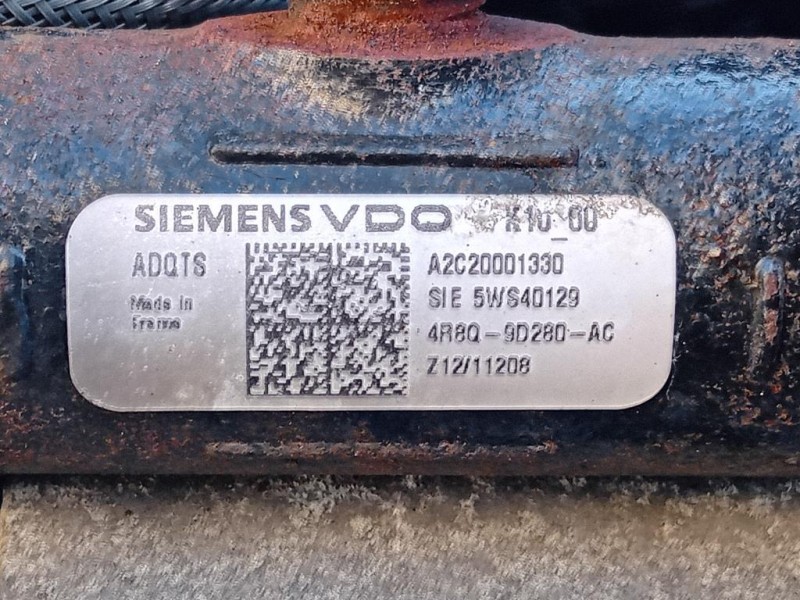 SIEMENS VDO K10_00
ADQTS A2C20001330
Made in France SIE 5WS40129
4R8Q-9D280-AC
Z12/11208